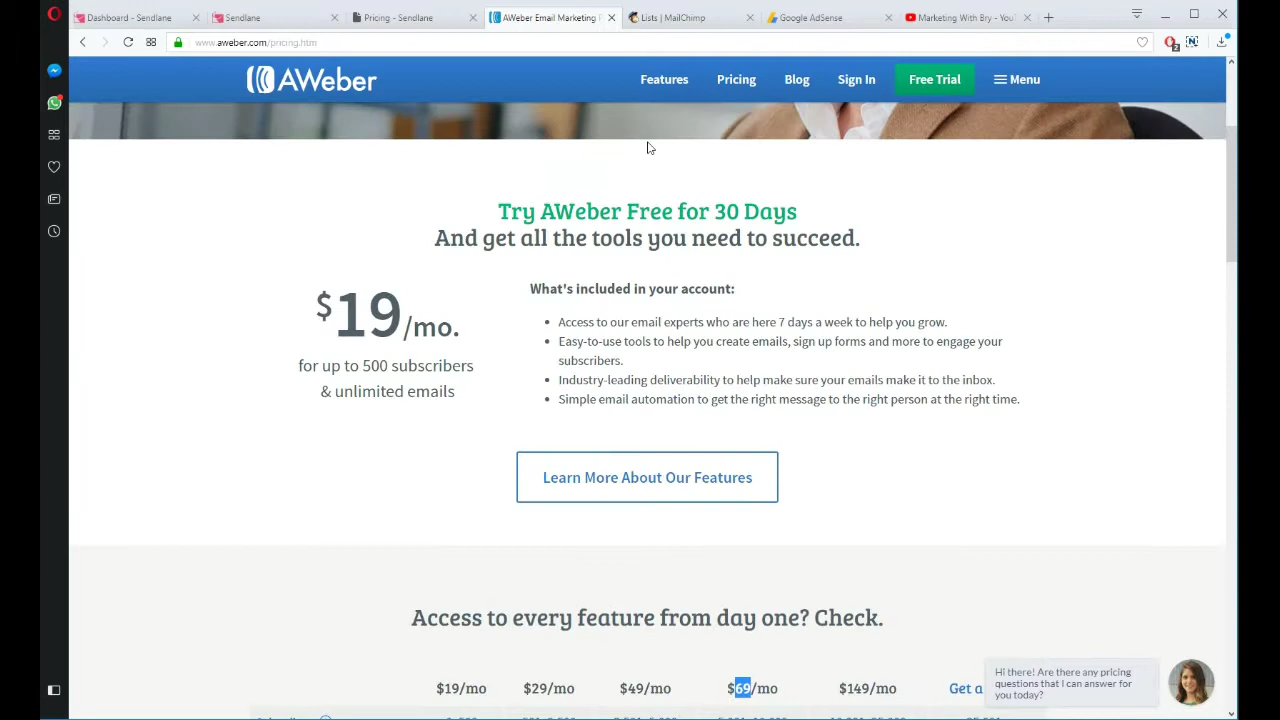 Dashboard - Sendlane
Sendlane
Pricing - Sendlane
AWeber Email Marketing P
Lists | MailChimp
Google AdSense
Marketing With Bry - You
www.aweber.com/pricing.htm
2
AWeber
Features
Pricing
Blog
Sign In
Free Trial
Menu
Try AWeber Free for 30 Days
And get all the tools you need to succeed.
$19/mo.
for up to 500 subscribers
& unlimited emails
What's included in your account:
• Access to our email experts who are here 7 days a week to help you grow.
• Easy-to-use tools to help you create emails, sign up forms and more to engage your
subscribers.
• Industry-leading deliverability to help make sure your emails make it to the inbox.
• Simple email automation to get the right message to the right person at the right time.
Learn More About Our Features
Access to every feature from day one? Check.
$19/mo
$29/mo
$49/mo
$69/mo
$149/mo
Get a
Hi there! Are there any pricing
questions that I can answer for
you today?